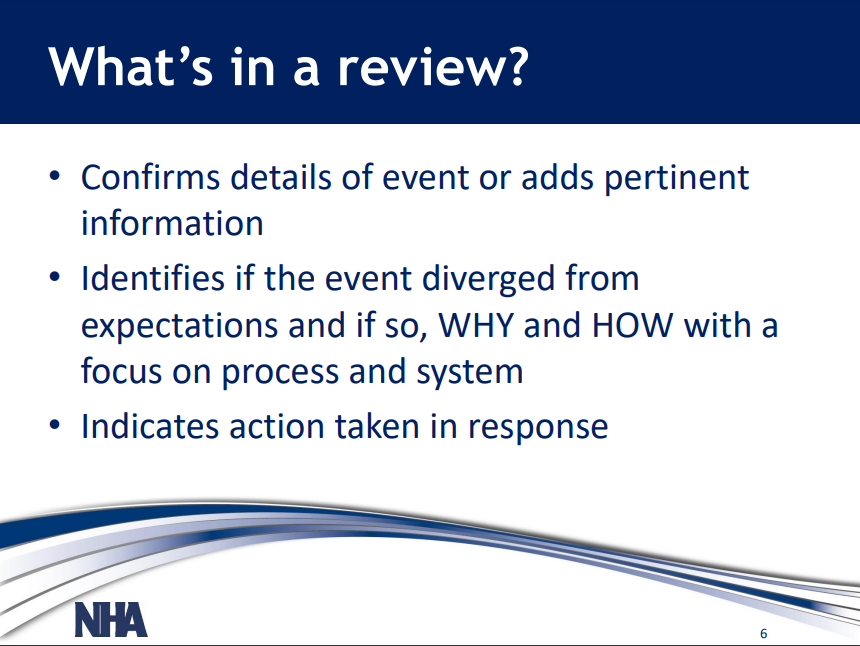 What’s in a review?
• Confirms details of event or adds pertinent
information
• Identifies if the event diverged from
expectations and if so, WHY and HOW with a
focus on process and system
• Indicates action taken in response
NHA
6